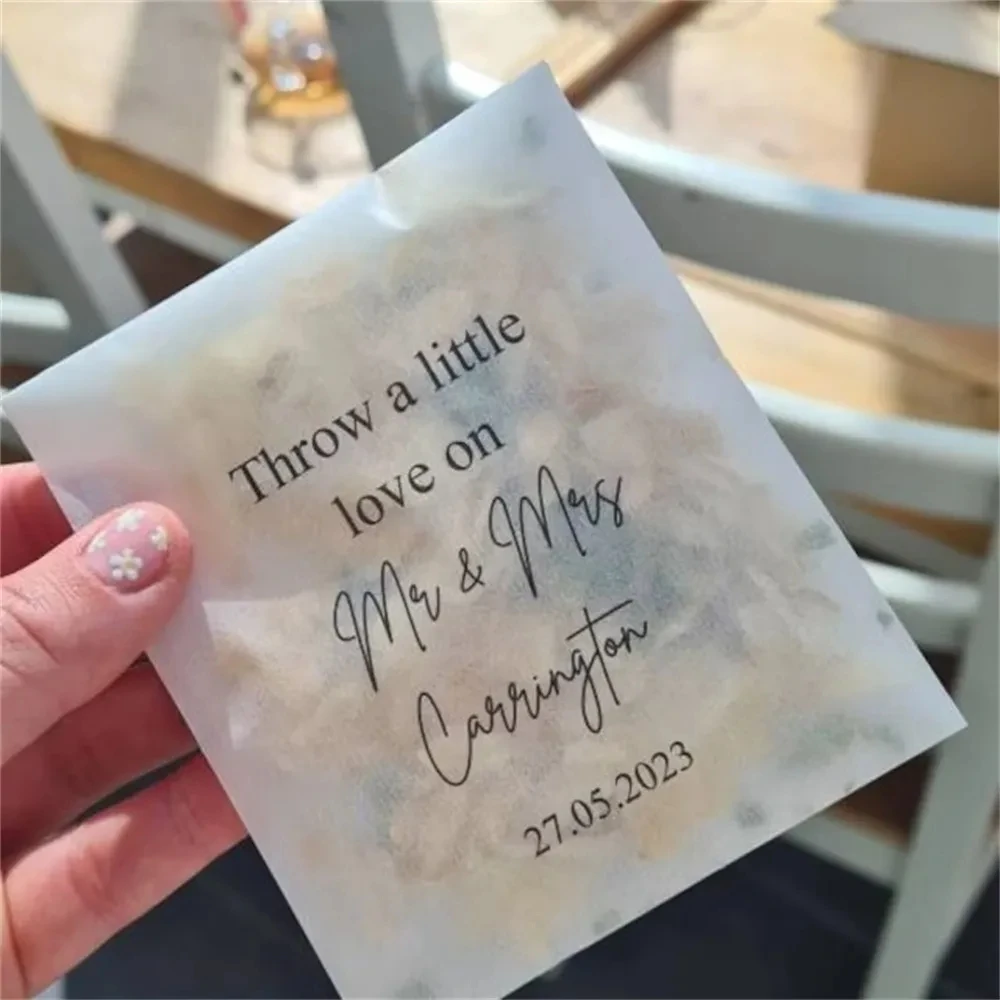 Throw a little
love on
Mr & Mrs
Carrington
27.05.2023